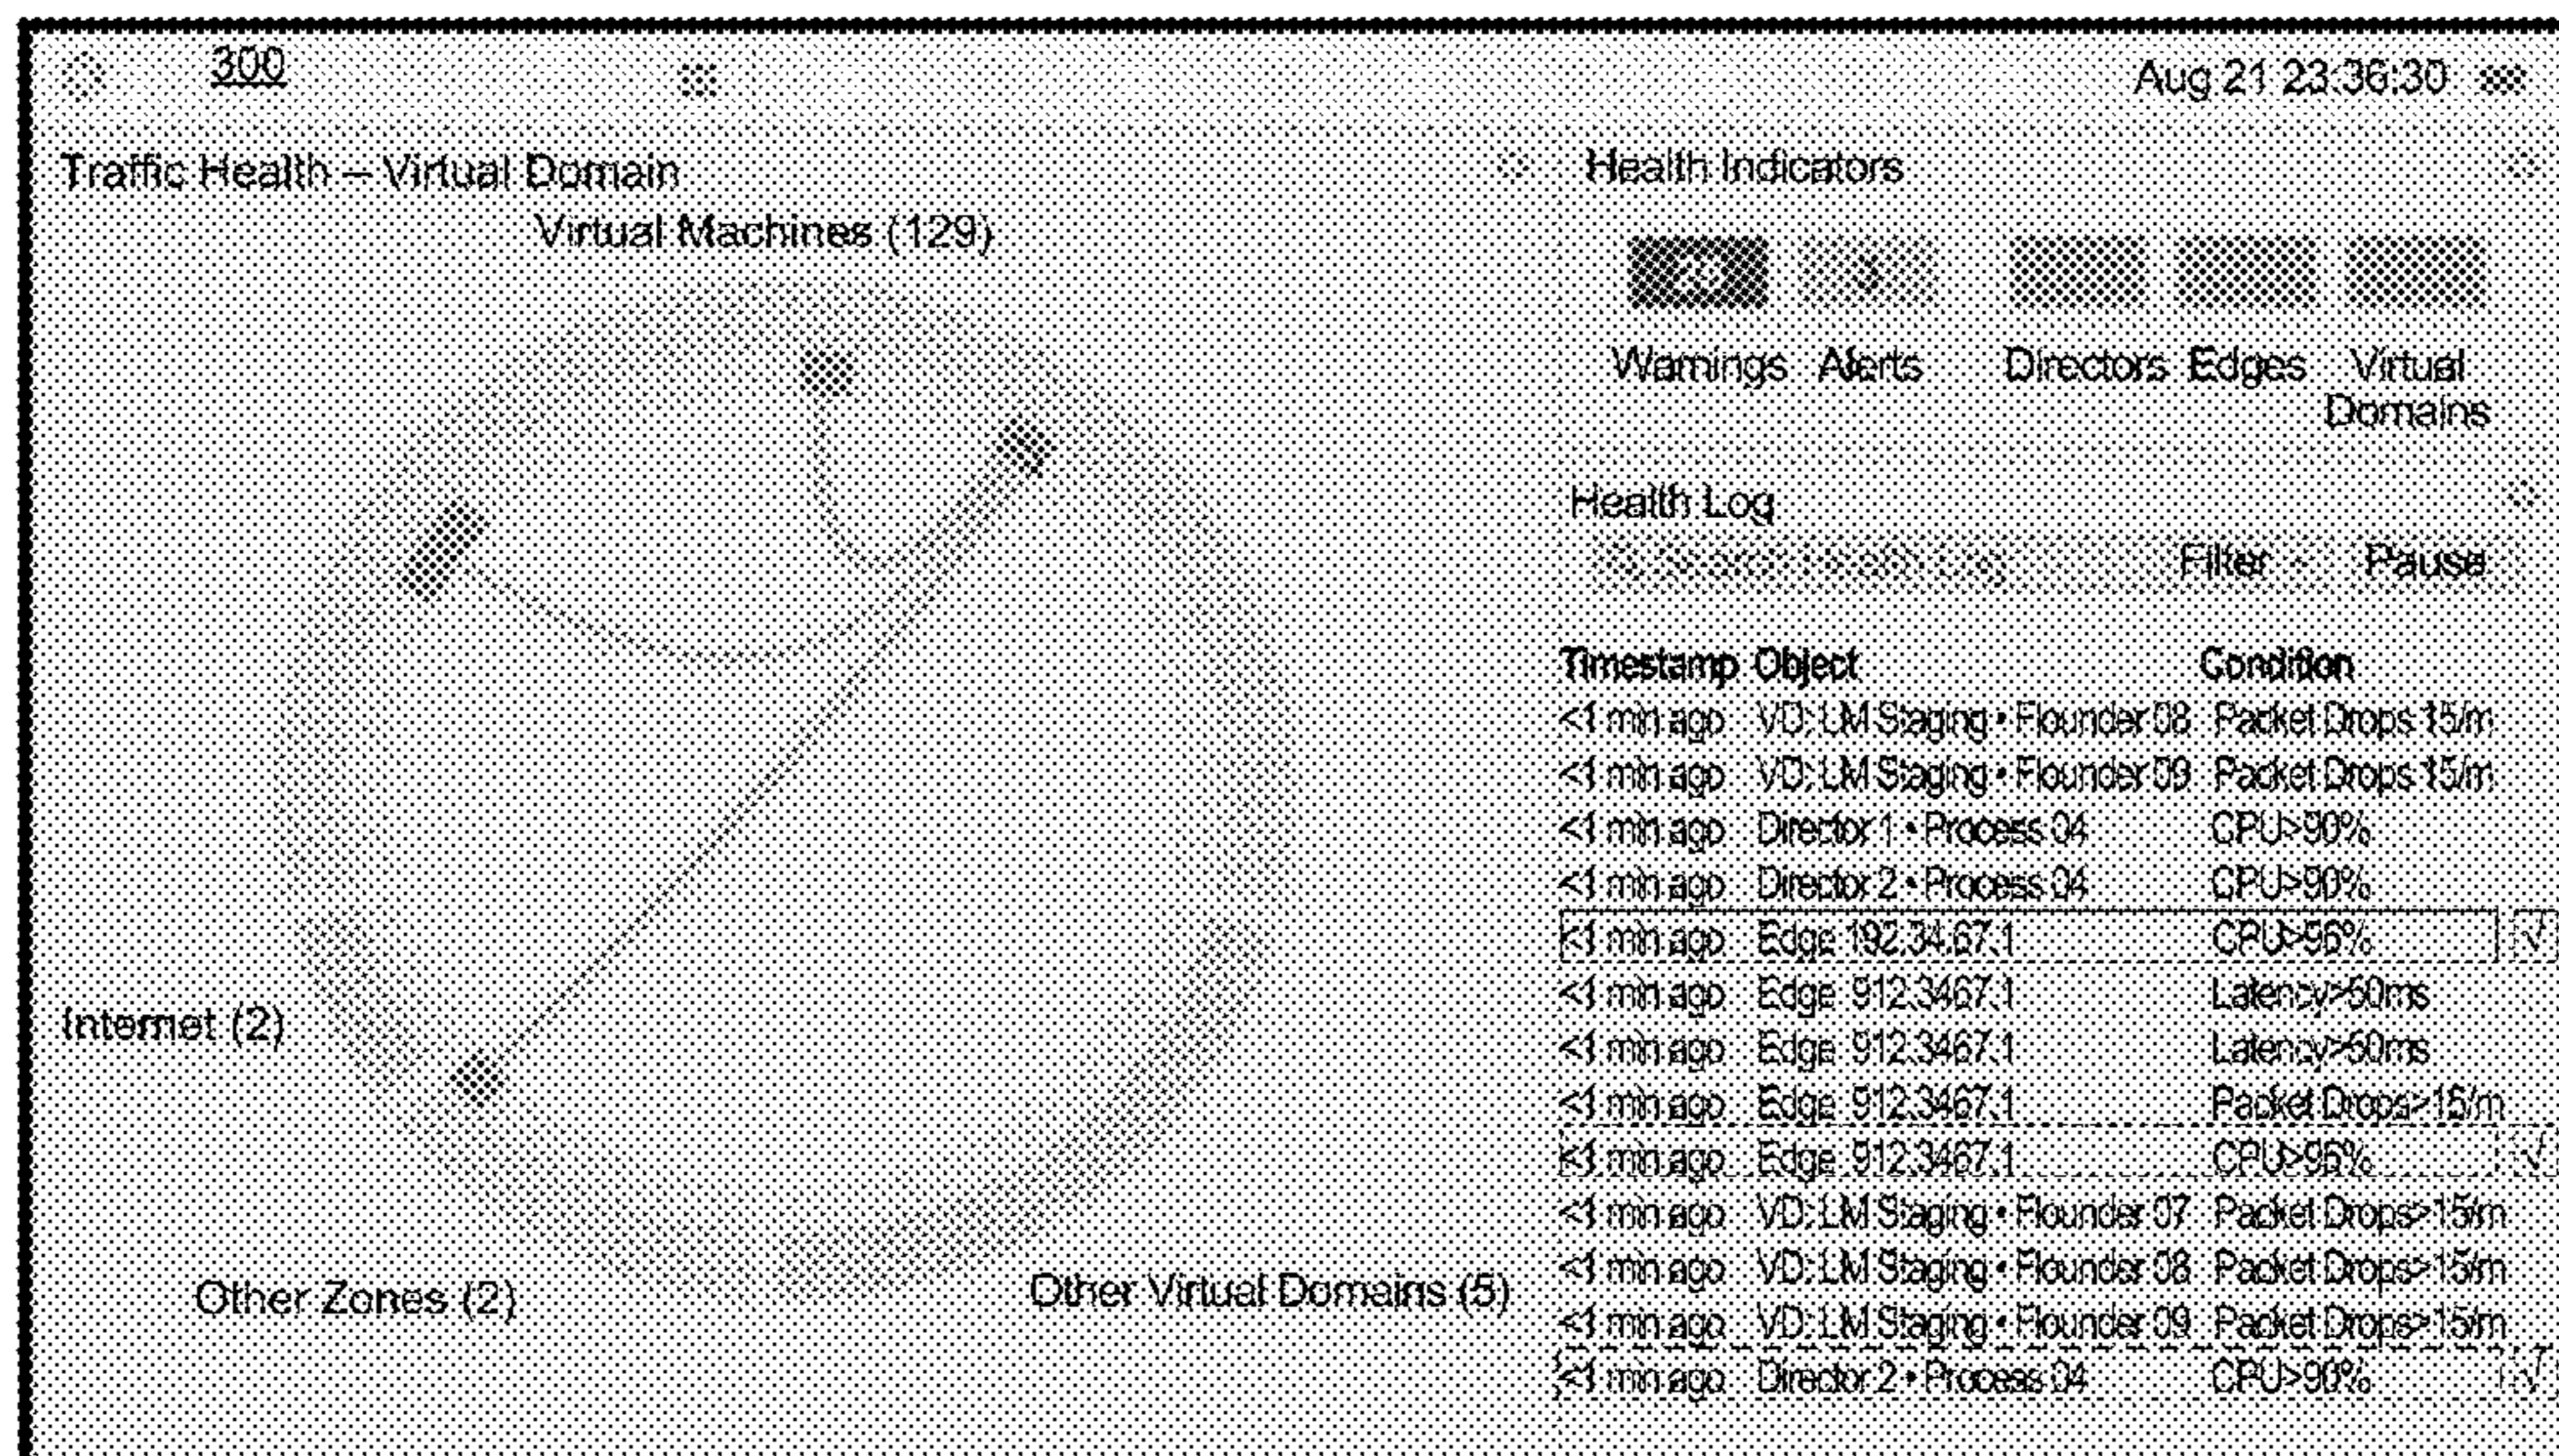 300
Aug 21 23:36:30
Traffic Health – Virtual Domain
Virtual Machines (129)
Internet (2)
Other Zones (2)
Other Virtual Domains (5)
Health Indicators
Warnings Alerts Directors Edges Virtual Domains
Health Log
Search Health Log Filter Pause
Timestamp Object Condition
<1 min ago VD: LM Staging • Flounder 08 Packet Drops 15/m
<1 min ago VD: LM Staging • Flounder 09 Packet Drops 15/m
<1 min ago Director 1 • Process 04 CPU>90%
<1 min ago Director 2 • Process 04 CPU>90%
<1 min ago Edge 192.34.67.1 CPU>96% √
<1 min ago Edge 912.3467.1 Latency>60ms
<1 min ago Edge 912.3467.1 Latency>60ms
<1 min ago Edge 912.3467.1 Packet Drops>15/m
<1 min ago Edge 912.3467.1 CPU>96% √
<1 min ago VD: LM Staging • Flounder 07 Packet Drops>15/m
<1 min ago VD: LM Staging • Flounder 08 Packet Drops>15/m
<1 min ago VD: LM Staging • Flounder 09 Packet Drops>15/m
<1 min ago Director 2 • Process 04 CPU>90% √